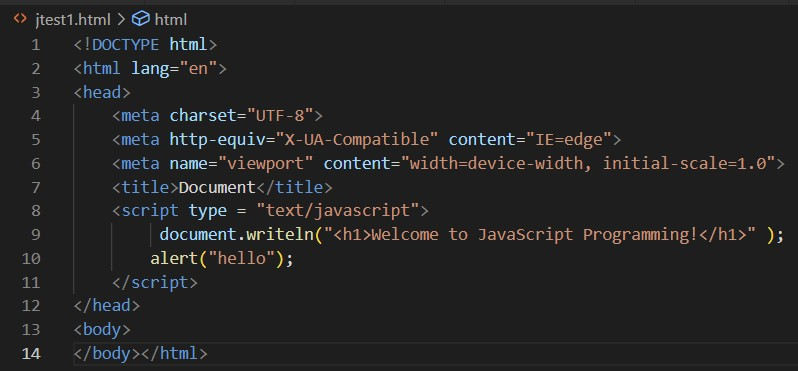 jtest1.html > html
1 <!DOCTYPE html>
2 <html lang="en">
3 <head>
4     <meta charset="UTF-8">
5     <meta http-equiv="X-UA-Compatible" content="IE=edge">
6     <meta name="viewport" content="width=device-width, initial-scale=1.0">
7     <title>Document</title>
8     <script type = "text/javascript">
9          document.writeln("<h1>Welcome to JavaScript Programming!</h1>" );
10         alert("hello");
11     </script>
12 </head>
13 <body>
14 </body></html>